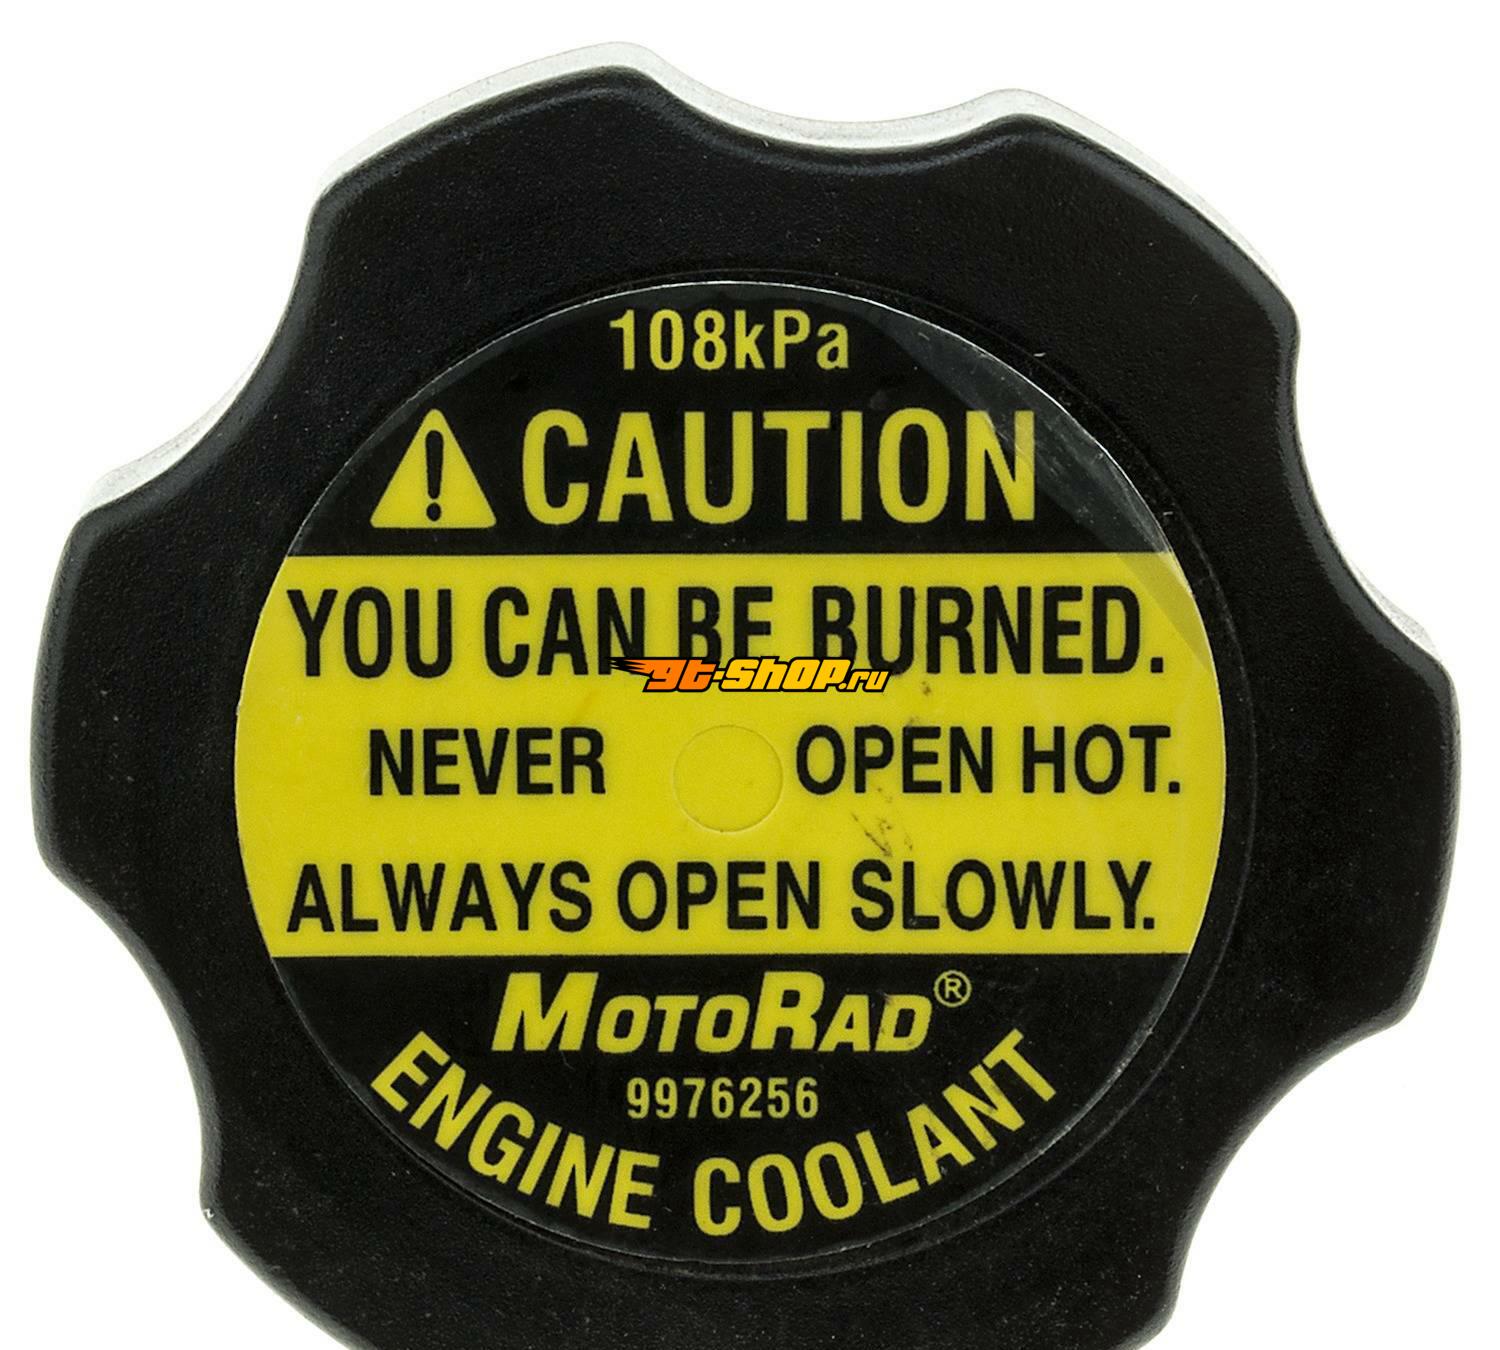 108kPa
CAUTION
YOU CAN BE BURNED.
gt-shop.ru
NEVER OPEN HOT.
ALWAYS OPEN SLOWLY.
MOTORAD®
9976256
ENGINE COOLANT